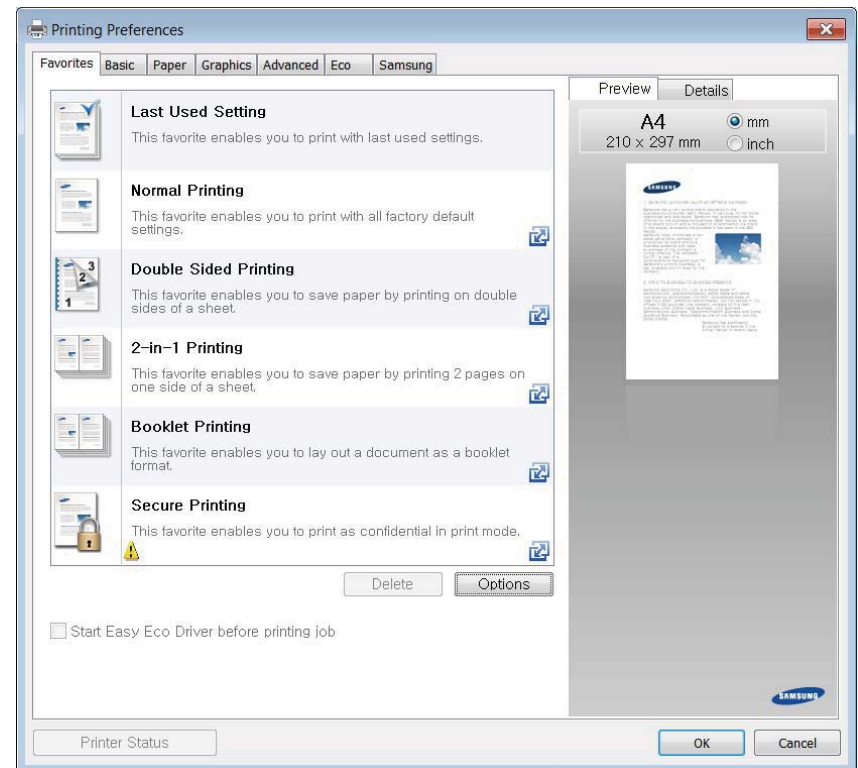 Printing Preferences
Favorites Basic Paper Graphics Advanced Eco Samsung
Last Used Setting
This favorite enables you to print with last used settings.
Normal Printing
This favorite enables you to print with all factory default
settings.
Double Sided Printing
This favorite enables you to save paper by printing on double
sides of a sheet.
2-in-1 Printing
This favorite enables you to save paper by printing 2 pages on
one side of a sheet.
Booklet Printing
This favorite enables you to lay out a document as a booklet
format.
Secure Printing
This favorite enables you to print as confidential in print mode.
Delete Options
Start Easy Eco Driver before printing job
Preview Details
A4
210 × 297 mm
mm
inch
SAMSUNG
SAMSUNG
Printer Status
OK Cancel
1
2
3